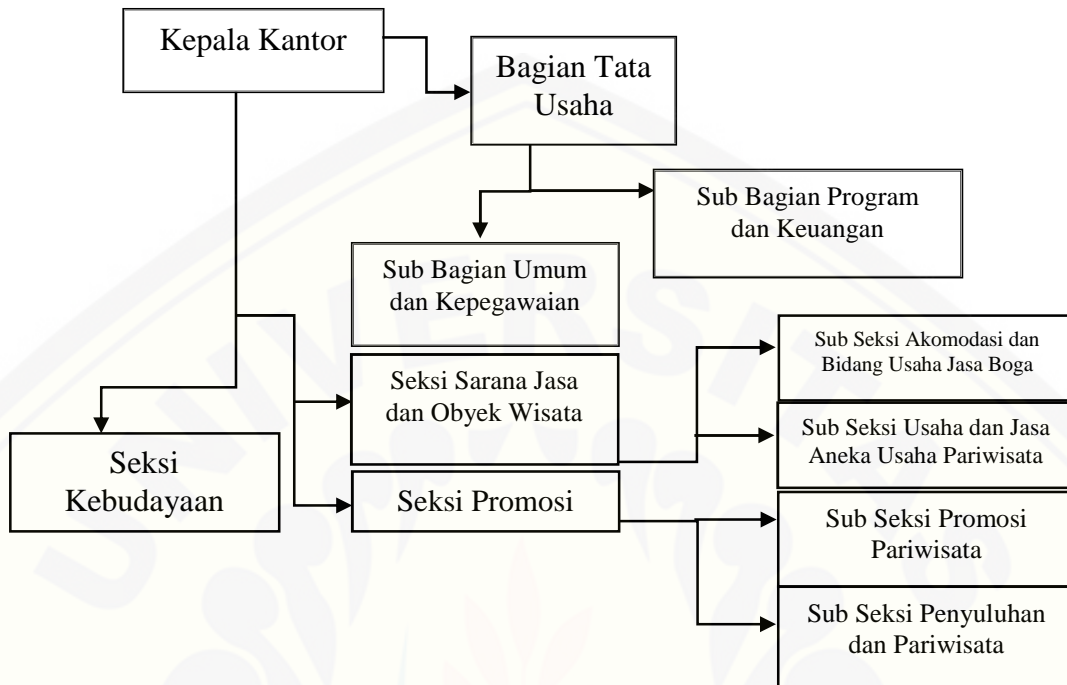 Kepala Kantor
Bagian Tata
Usaha
Sub Bagian Program
dan Keuangan
Sub Bagian Umum
dan Kepegawaian
Sub Seksi Akomodasi dan
Bidang Usaha Jasa Boga
Seksi Sarana Jasa
dan Obyek Wisata
Sub Seksi Usaha dan Jasa
Aneka Usaha Pariwisata
Seksi
Kebudayaan
Seksi Promosi
Sub Seksi Promosi
Pariwisata
Sub Seksi Penyuluhan
dan Pariwisata
UNIVERSITAS